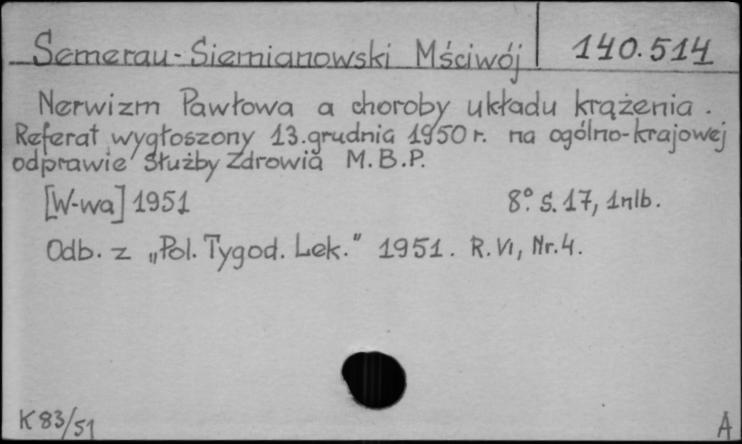 Semerau-Siemianowski Mściwój 140.514
Nerwizm Pawłowa a choroby układu krążenia.
Referat wygłoszony 13.grudnia 1950 r. na ogólno-krajowej
odprawie Służby Zdrowia M.B.P.
[W-wa] 1951 8° S. 17, 1nlb.
Odb. z „Pol. Tygod. Lek." 1951. R. VI, Nr. 4.
K 83/51 A